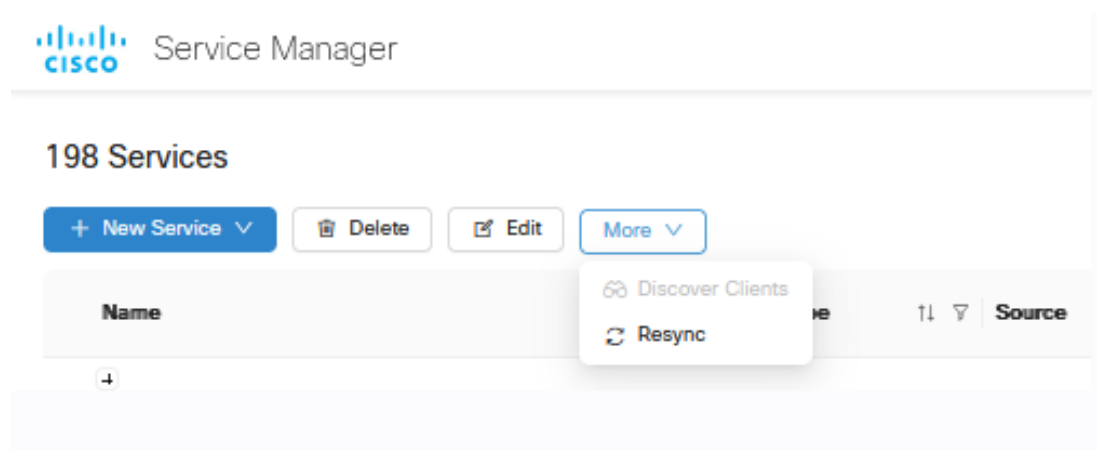 CISCO Service Manager
198 Services
+ New Service Delete Edit More
Discover Clients
Name Source
Resync